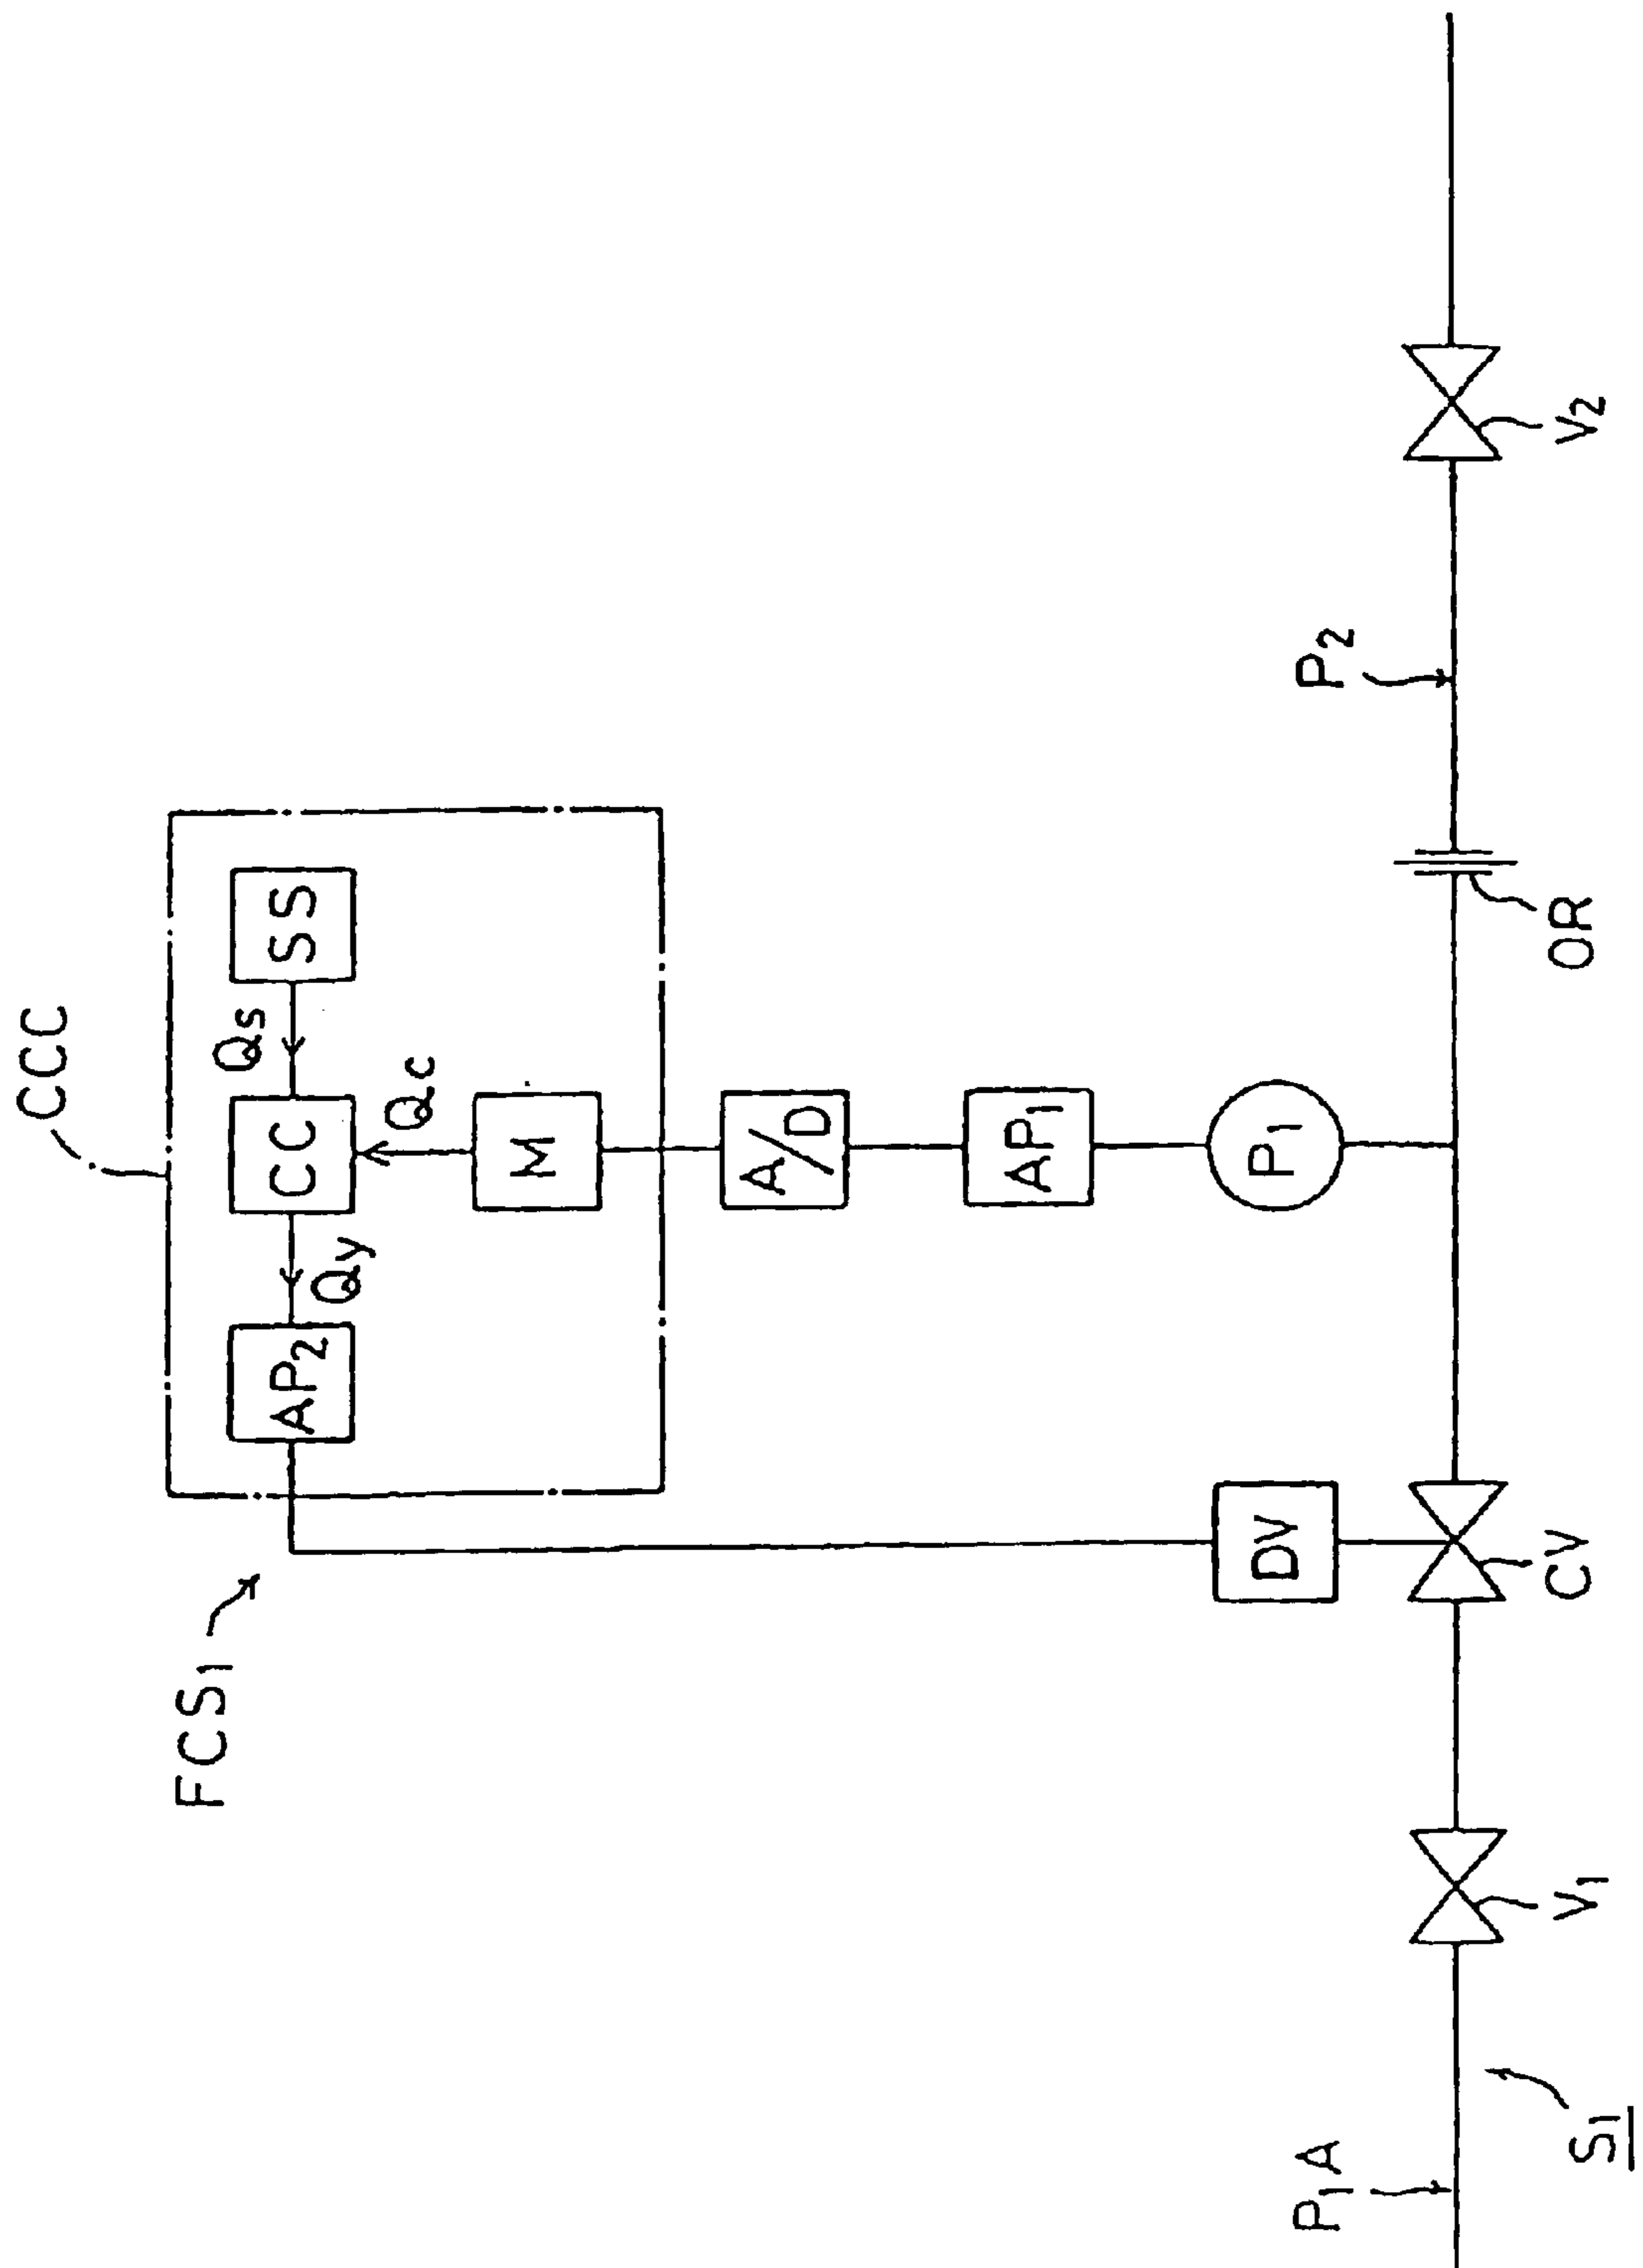 CCC
FCS₁
AP₂
Qy
CC
Qs
SS
Qc
M
A/D
AP₁
DV
P₁
P₁A
P₂
S₁
V₁
CV
OR
V₂